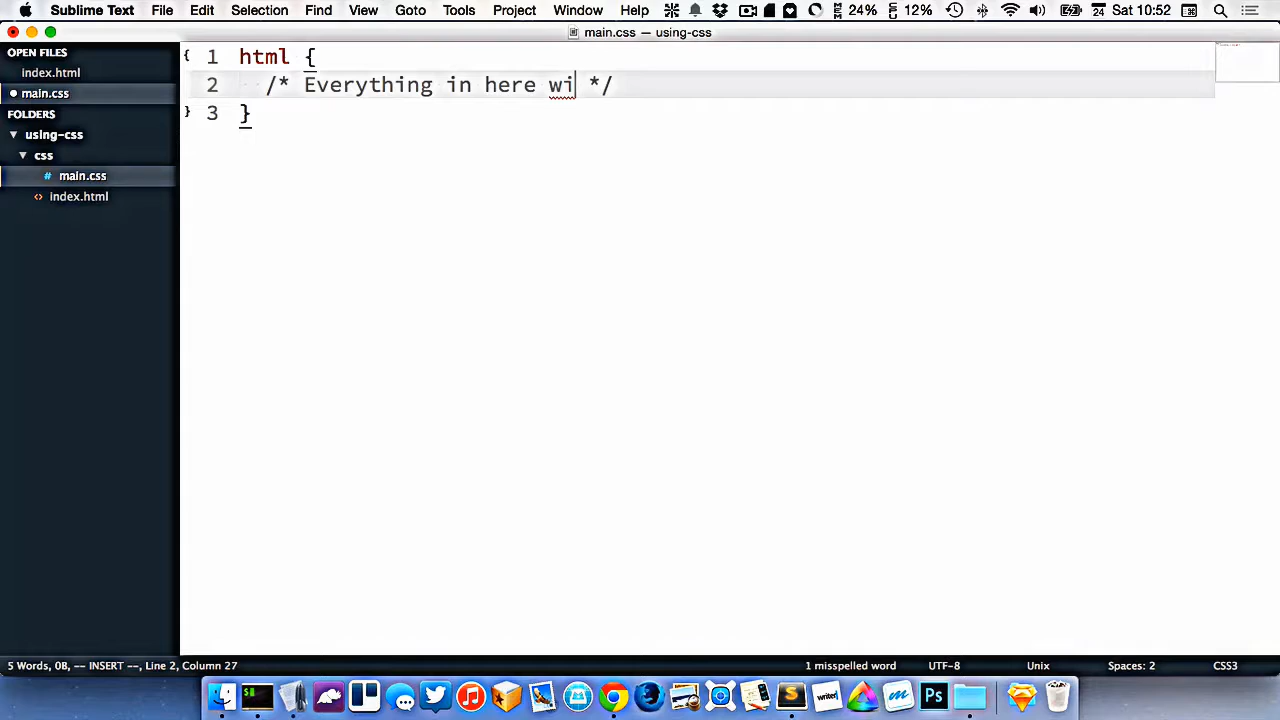 Sublime Text File Edit Selection Find View Goto Tools Project Window Help 24% 12% 24 Sat 10:52
main.css — using-css
OPEN FILES
index.html
main.css
FOLDERS
using-css
css
# main.css
<> index.html
{ 1 html {
2 /* Everything in here wi */
} 3 }
5 Words, 0B, -- INSERT --, Line 2, Column 27 1 misspelled word UTF-8 Unix Spaces: 2 CSS3
$ writer Ps